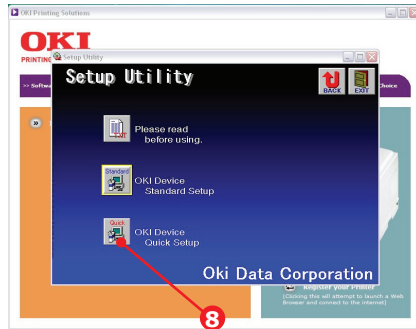 OKI Printing Solutions
OKI
PRINTING
Setup Utility
Setup Utility
BACK
EXIT
>> Softwa
Choice
Please read
before using.
Standard
OKI Device
Standard Setup
Quick
OKI Device
Quick Setup
Oki Data Corporation
8
Register your Printer
(Clicking this will attempt to launch a Web
Browser and connect to the internet)